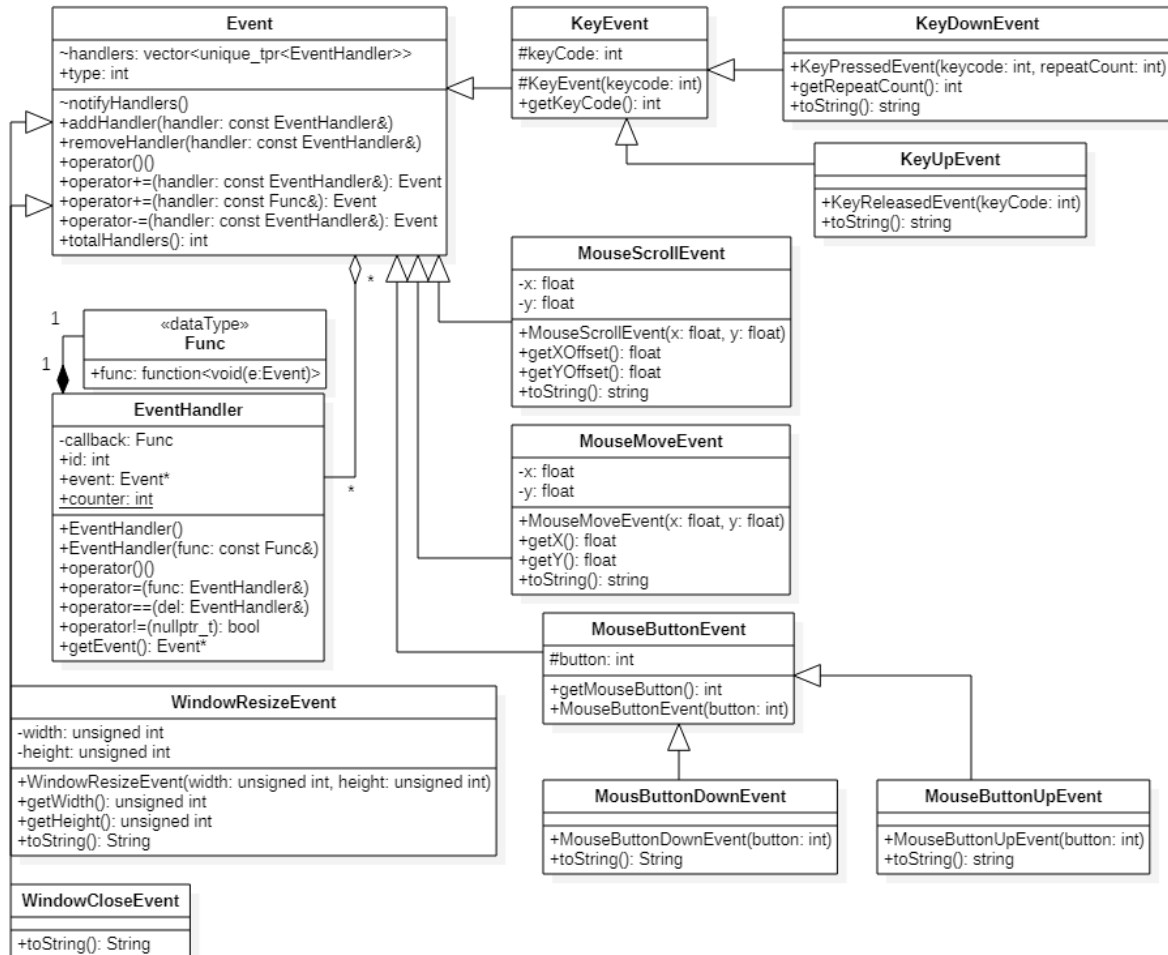 Event
~handlers: vector<unique_tpr<EventHandler>>
+type: int
~notifyHandlers()
+addHandler(handler: const EventHandler&)
+removeHandler(handler: const EventHandler&)
+operator()()
+operator+=(handler: const EventHandler&): Event
+operator+=(handler: const Func&): Event
+operator-=(handler: const EventHandler&): Event
+totalHandlers(): int
KeyEvent
#keyCode: int
#KeyEvent(keycode: int)
+getKeyCode(): int
KeyDownEvent
+KeyPressedEvent(keycode: int, repeatCount: int)
+getRepeatCount(): int
+toString(): string
KeyUpEvent
+KeyReleasedEvent(keyCode: int)
+toString(): string
MouseScrollEvent
-x: float
-y: float
+MouseScrollEvent(x: float, y: float)
+getXOffset(): float
+getYOffset(): float
+toString(): string
*
1
«dataType»
Func
+func: function<void(e:Event)>
1
EventHandler
-callback: Func
+id: int
+event: Event*
+counter: int
+EventHandler()
+EventHandler(func: const Func&)
+operator()()
+operator=(func: EventHandler&)
+operator==(del: EventHandler&)
+operator!=(nullptr_t): bool
+getEvent(): Event*
*
MouseMoveEvent
-x: float
-y: float
+MouseMoveEvent(x: float, y: float)
+getX(): float
+getY(): float
+toString(): string
MouseButtonEvent
#button: int
+getMouseButton(): int
+MouseButtonEvent(button: int)
WindowResizeEvent
-width: unsigned int
-height: unsigned int
+WindowResizeEvent(width: unsigned int, height: unsigned int)
+getWidth(): unsigned int
+getHeight(): unsigned int
+toString(): String
MousButtonDownEvent
+MouseButtonDownEvent(button: int)
+toString(): String
MouseButtonUpEvent
+MouseButtonUpEvent(button: int)
+toString(): string
WindowCloseEvent
+toString(): String